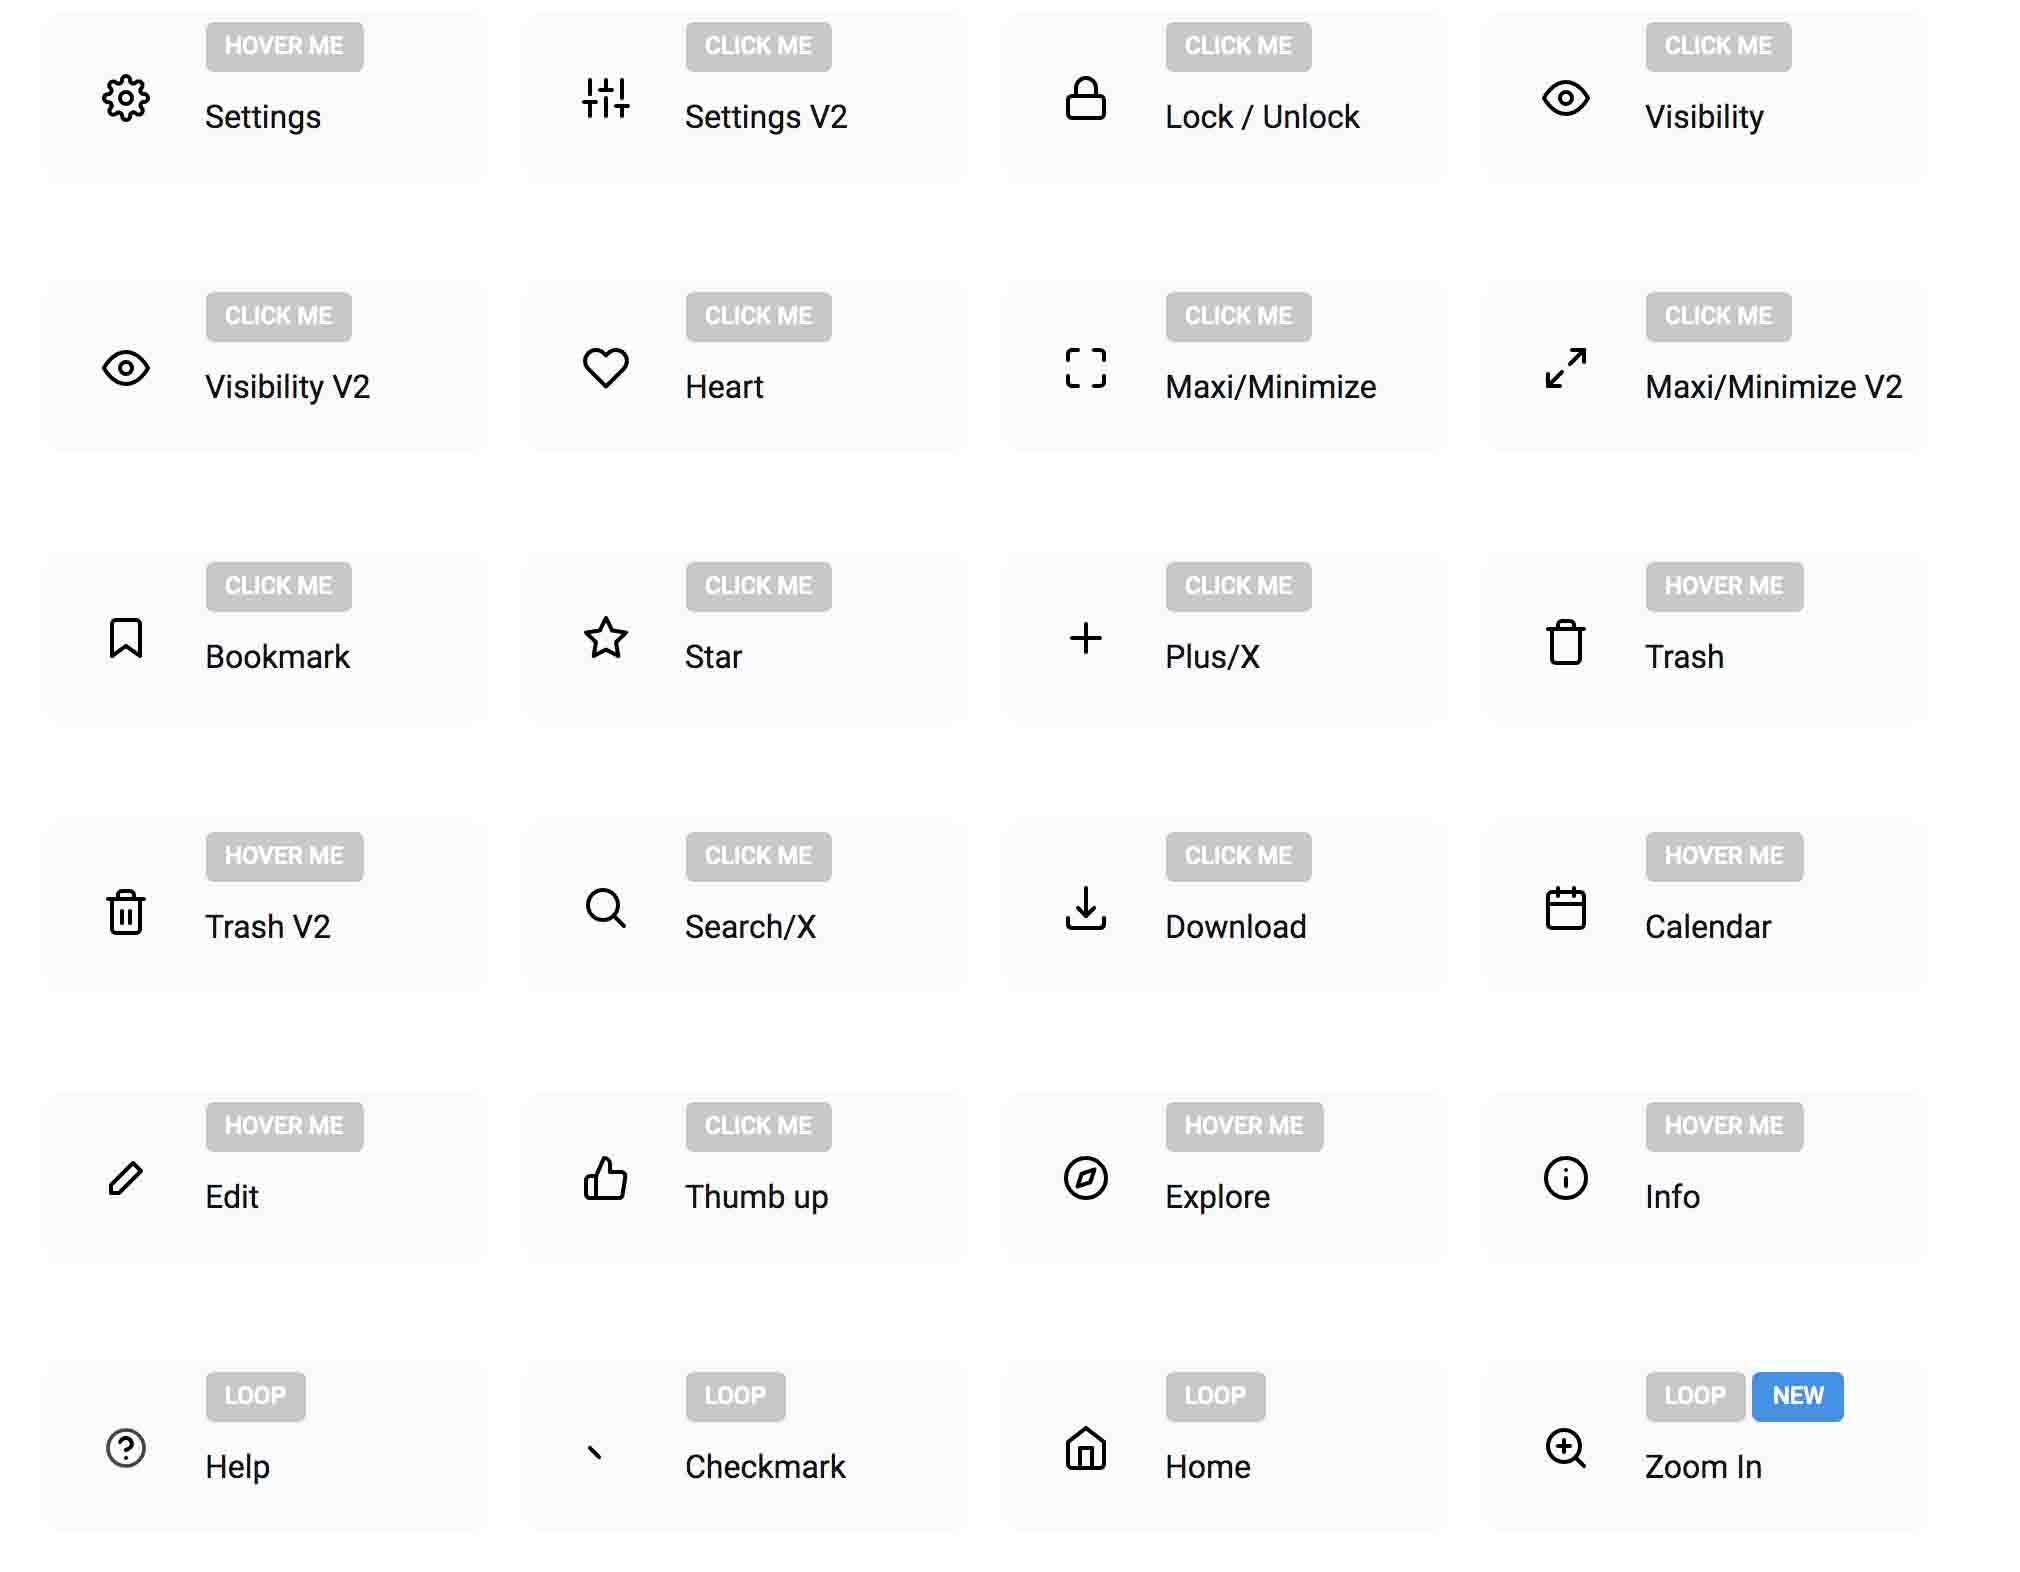 HOVER ME
Settings
CLICK ME
Settings V2
CLICK ME
Lock / Unlock
CLICK ME
Visibility
CLICK ME
Visibility V2
CLICK ME
Heart
CLICK ME
Maxi/Minimize
CLICK ME
Maxi/Minimize V2
CLICK ME
Bookmark
CLICK ME
Star
CLICK ME
Plus/X
HOVER ME
Trash
HOVER ME
Trash V2
CLICK ME
Search/X
CLICK ME
Download
HOVER ME
Calendar
HOVER ME
Edit
CLICK ME
Thumb up
HOVER ME
Explore
HOVER ME
Info
LOOP
Help
LOOP
Checkmark
LOOP
Home
LOOP NEW
Zoom In